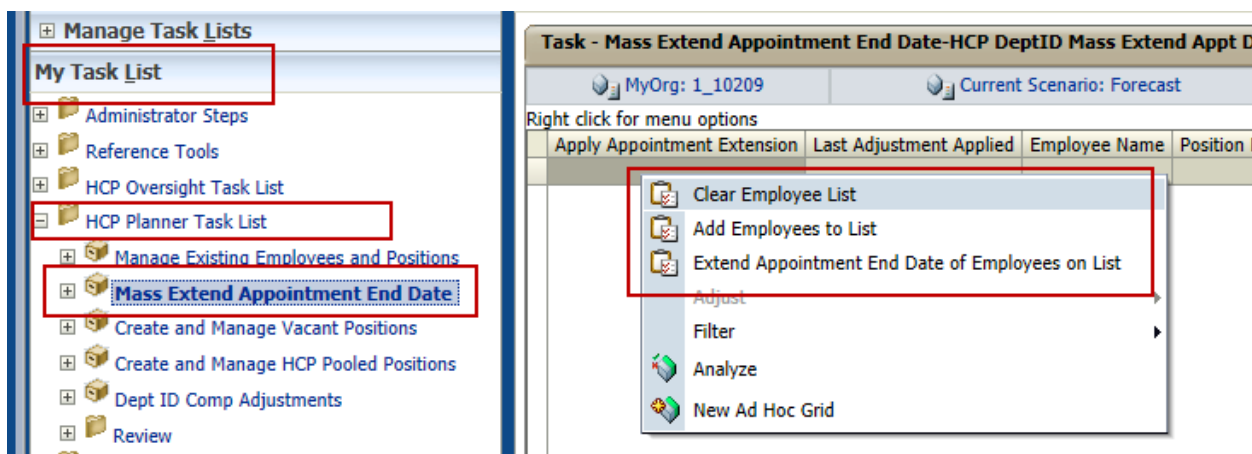 Manage Task Lists
My Task List
Administrator Steps
Reference Tools
HCP Oversight Task List
HCP Planner Task List
Manage Existing Employees and Positions
Mass Extend Appointment End Date
Create and Manage Vacant Positions
Create and Manage HCP Pooled Positions
Dept ID Comp Adjustments
Review
Task - Mass Extend Appointment End Date-HCP DeptID Mass Extend Appt D
MyOrg: 1_10209 Current Scenario: Forecast
Right click for menu options
Apply Appointment Extension Last Adjustment Applied Employee Name Position
Clear Employee List
Add Employees to List
Extend Appointment End Date of Employees on List
Adjust
Filter
Analyze
New Ad Hoc Grid